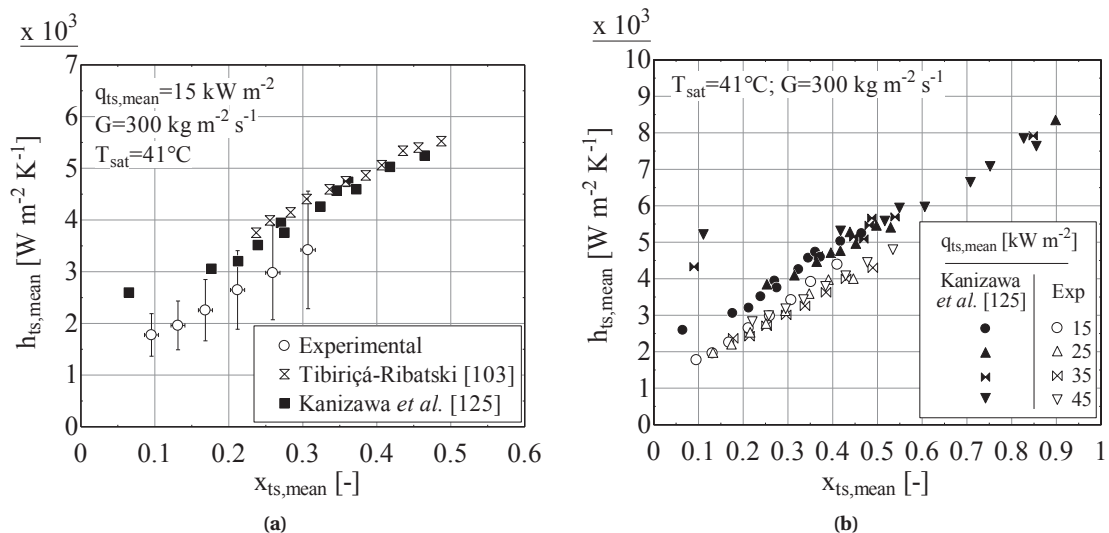 x 10³
7
6
5
4
3
2
1
0
h_ts,mean [W m⁻² K⁻¹]
q_ts,mean=15 kW m⁻²
G=300 kg m⁻² s⁻¹
T_sat=41°C
Experimental
Tibiriçá-Ribatski [103]
Kanizawa et al. [125]
0 0.1 0.2 0.3 0.4 0.5 0.6
x_ts,mean [-]
(a)
x 10³
10
9
8
7
6
5
4
3
2
1
0
h_ts,mean [W m⁻² K⁻¹]
T_sat=41°C; G=300 kg m⁻² s⁻¹
q_ts,mean [kW m⁻²]
Kanizawa
et al. [125]
Exp
15
25
35
45
0 0.1 0.2 0.3 0.4 0.5 0.6 0.7 0.8 0.9 1
x_ts,mean [-]
(b)